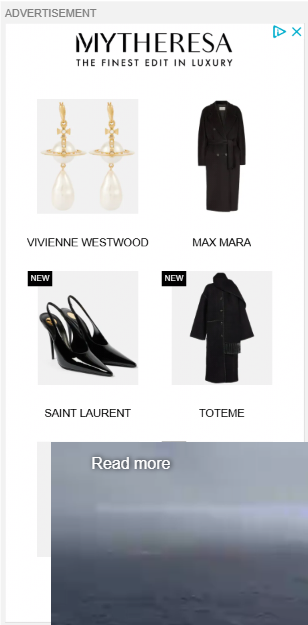 ADVERTISEMENT
MYTHERESA
THE FINEST EDIT IN LUXURY
VIVIENNE WESTWOOD
MAX MARA
NEW
NEW
SAINT LAURENT
TOTEME
Read more